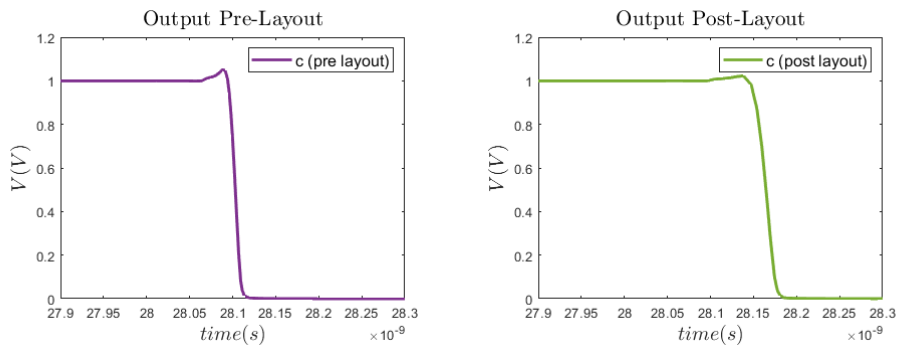 Output Pre-Layout
1.2
1
0.8
0.6
0.4
0.2
0
V(V)
c (pre layout)
27.9 27.95 28 28.05 28.1 28.15 28.2 28.25 28.3
time(s)
×10⁻⁹
Output Post-Layout
1.2
1
0.8
0.6
0.4
0.2
0
V(V)
c (post layout)
27.9 27.95 28 28.05 28.1 28.15 28.2 28.25 28.3
time(s)
×10⁻⁹